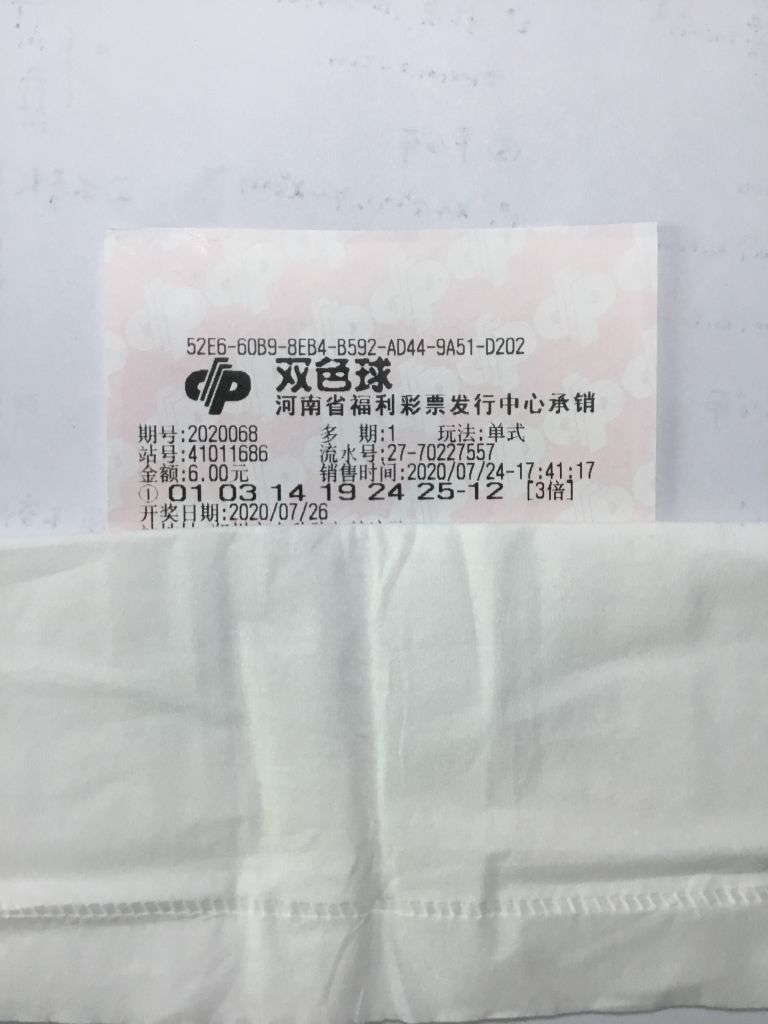 52E6-60B9-8EB4-B592-AD44-9A51-D202
双色球
河南省福利彩票发行中心承销
期号:2020068 多 期:1 玩法:单式
站号:41011686 流水号:27-70227557
金额:6.00元 销售时间:2020/07/24-17:41:17
① 01 03 14 19 24 25-12 [3倍]
开奖日期:2020/07/26